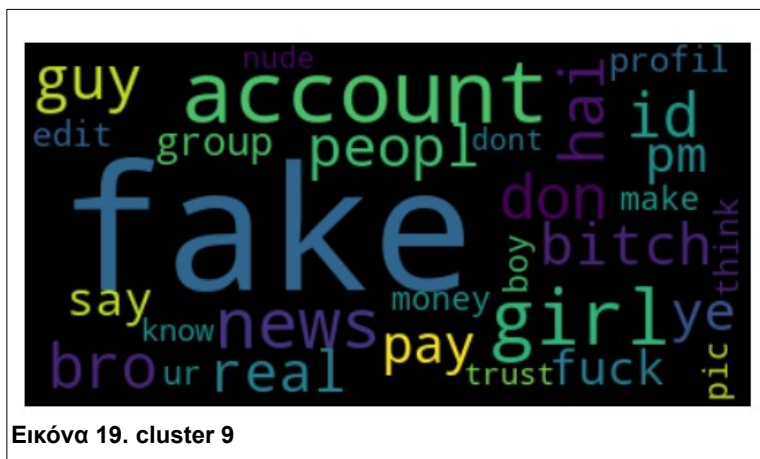 nude
profil
guy
account
hai
id
edit
group
peopl
dont
pm
fake
don
make
bitch
think
boy
say
money
girl
ye
know
news
pay
pic
bro
ur
real
trust
fuck
Εικόνα 19. cluster 9